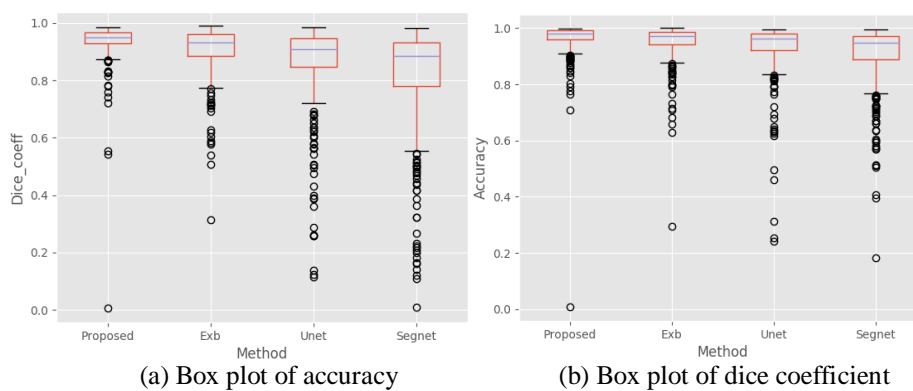 1.0
0.8
0.6
0.4
0.2
0.0
Dice_coeff
Proposed Exb Unet Segnet
Method
(a) Box plot of accuracy
1.0
0.8
0.6
0.4
0.2
0.0
Accuracy
Proposed Exb Unet Segnet
Method
(b) Box plot of dice coefficient